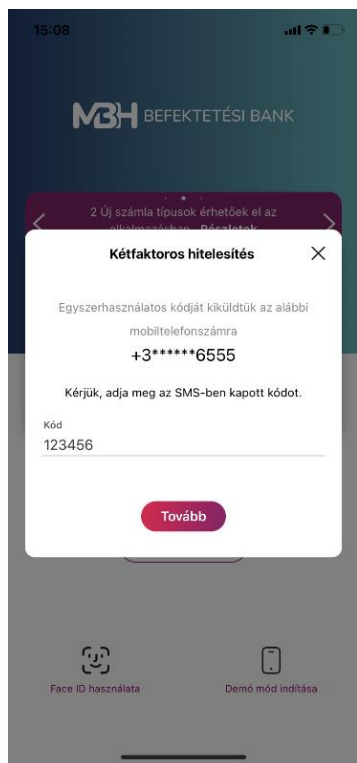 15:08
MBH BEFEKTETÉSI BANK
2 Új számla típusok érhetőek el az
alkalmazásban Részletek
Kétfaktoros hitelesítés
Egyszerhasználatos kódját kiküldtük az alábbi
mobiltelefonszámra
+3******6555
Kérjük, adja meg az SMS-ben kapott kódot.
Kód
123456
Tovább
Face ID használata
Demó mód indítása